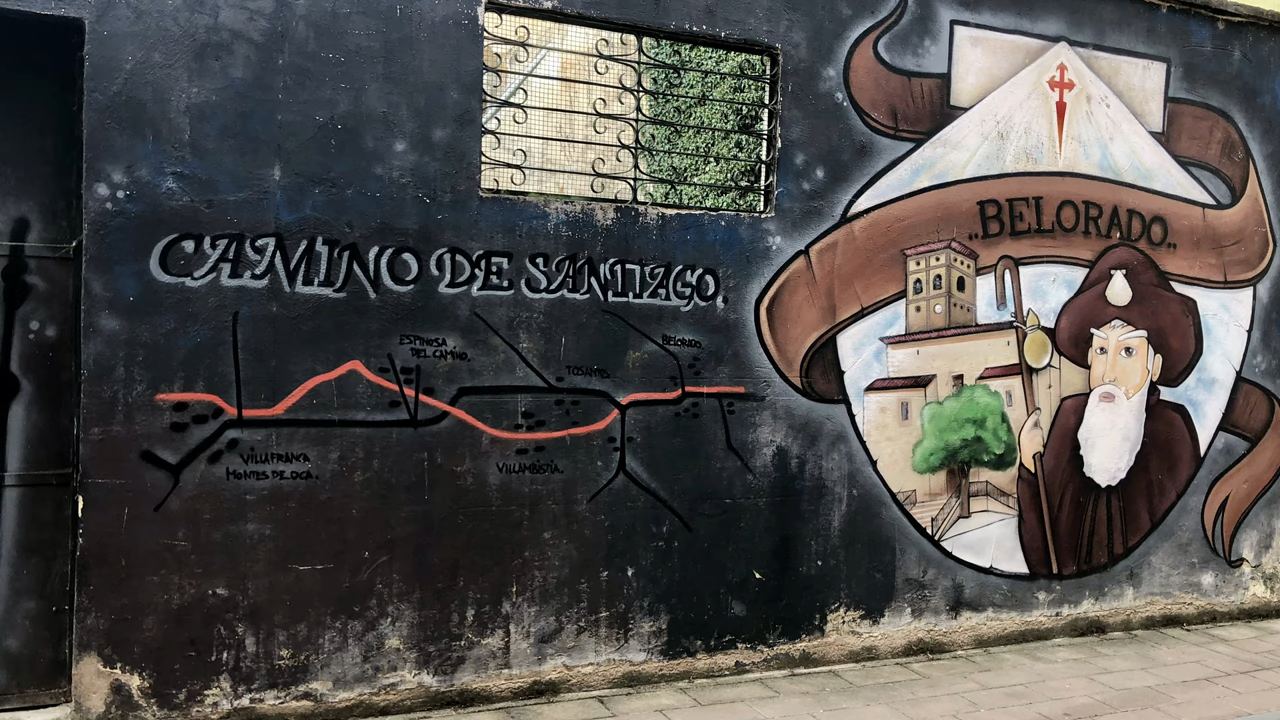 CAMINO DE SANTIAGO.
..BELORADO..
ESPINOSA
DEL CAMINO.
TOSANTOS.
BELORADO.
VILLAFRANCA
MONTES DE OCA.
VILLAMBISTIA.